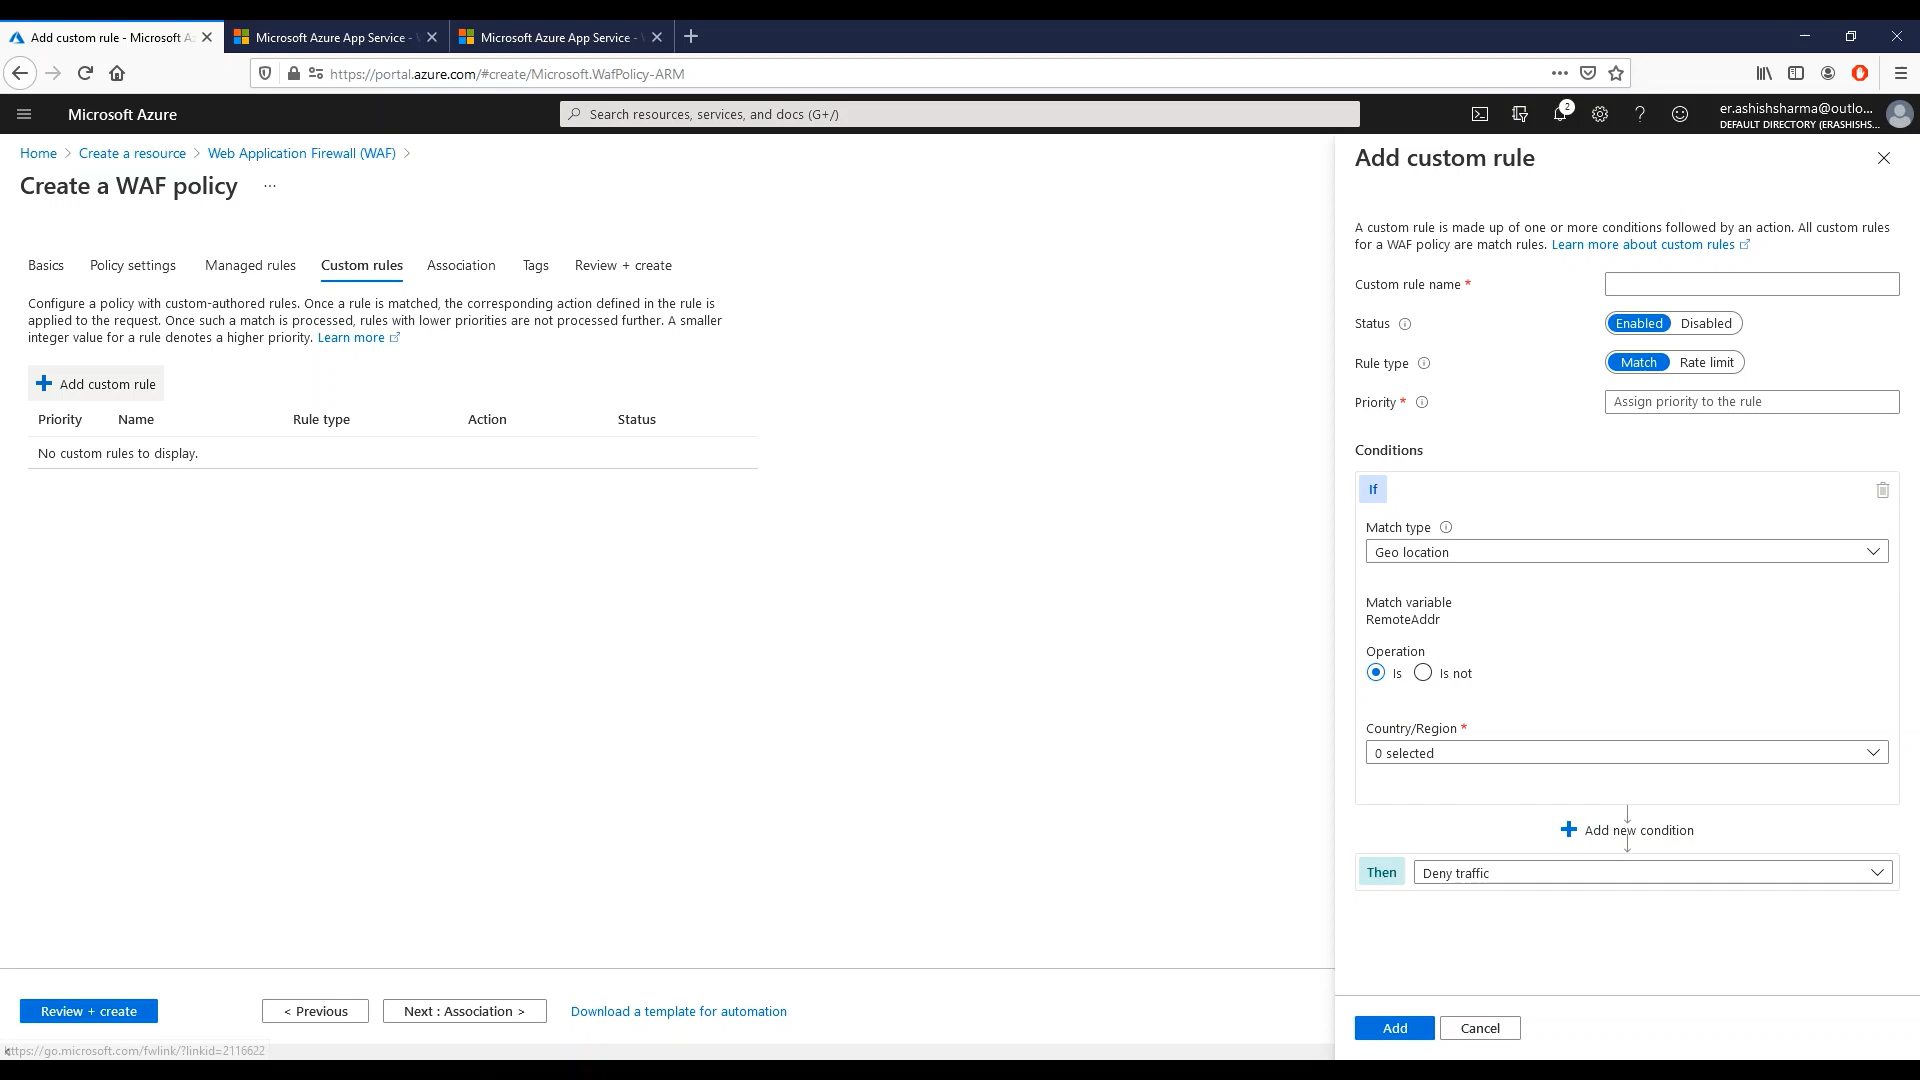 Add custom rule - Microsoft Az
Microsoft Azure App Service -
Microsoft Azure App Service -
https://portal.azure.com/#create/Microsoft.WafPolicy-ARM
Microsoft Azure
Search resources, services, and docs (G+/)
2
er.ashishsharma@outlo...
DEFAULT DIRECTORY (ERASHISHS...
Home > Create a resource > Web Application Firewall (WAF) >
Create a WAF policy ...
Basics Policy settings Managed rules Custom rules Association Tags Review + create
Configure a policy with custom-authored rules. Once a rule is matched, the corresponding action defined in the rule is
applied to the request. Once such a match is processed, rules with lower priorities are not processed further. A smaller
integer value for a rule denotes a higher priority. Learn more
Add custom rule
Priority Name Rule type Action Status
No custom rules to display.
Review + create
< Previous
Next : Association >
Download a template for automation
https://go.microsoft.com/fwlink/?linkid=2116622
Add custom rule
A custom rule is made up of one or more conditions followed by an action. All custom rules
for a WAF policy are match rules. Learn more about custom rules
Custom rule name *
Status Enabled Disabled
Rule type Match Rate limit
Priority * Assign priority to the rule
Conditions
If
Match type
Geo location
Match variable
RemoteAddr
Operation
Is Is not
Country/Region *
0 selected
Add new condition
Then Deny traffic
Add Cancel